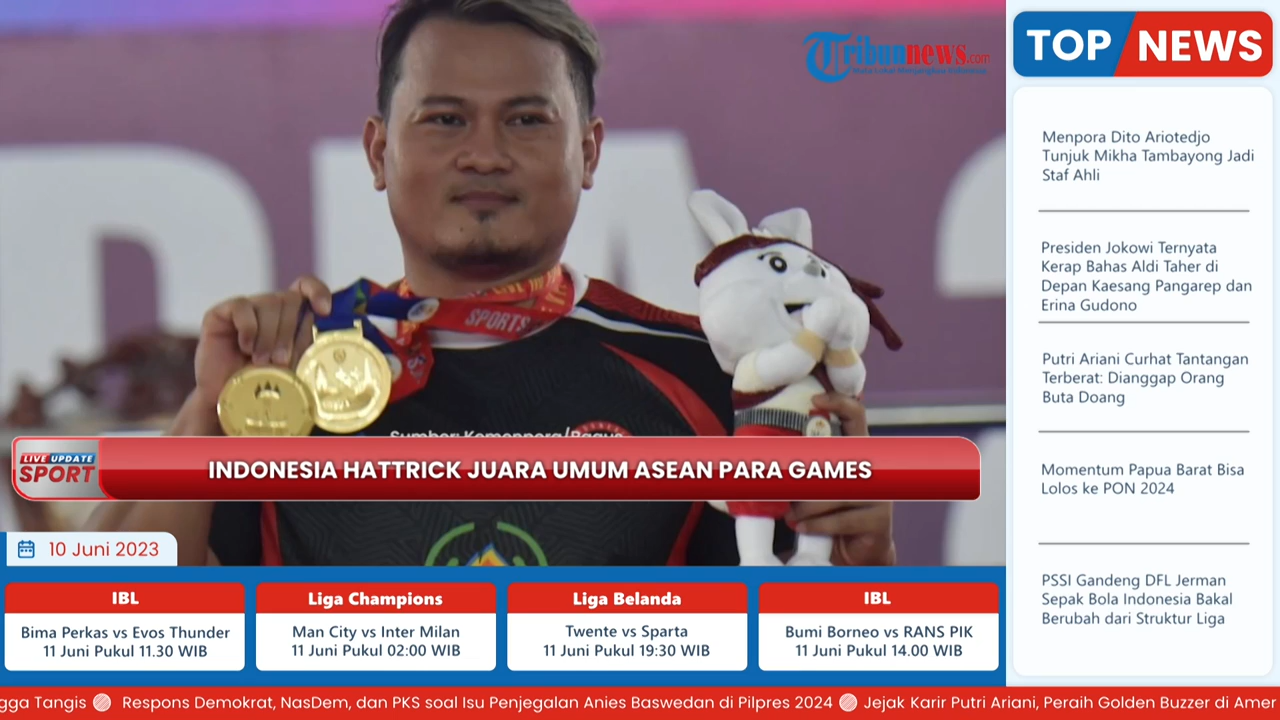 Tribunnews.com
TOP NEWS
Menpora Dito Ariotedjo
Tunjuk Mikha Tambayong Jadi
Staf Ahli
Presiden Jokowi Ternyata
Kerap Bahas Aldi Taher di
Depan Kaesang Pangarep dan
Erina Gudono
Putri Ariani Curhat Tantangan
Terberat: Dianggap Orang
Buta Doang
Momentum Papua Barat Bisa
Lolos ke PON 2024
PSSI Gandeng DFL Jerman
Sepak Bola Indonesia Bakal
Berubah dari Struktur Liga
SPORTS
Sumber: Kemenpora/Bagus
LIVE UPDATE
SPORT
INDONESIA HATTRICK JUARA UMUM ASEAN PARA GAMES
10 Juni 2023
IBL
Bima Perkas vs Evos Thunder
11 Juni Pukul 11.30 WIB
Liga Champions
Man City vs Inter Milan
11 Juni Pukul 02:00 WIB
Liga Belanda
Twente vs Sparta
11 Juni Pukul 19:30 WIB
IBL
Bumi Borneo vs RANS PIK
11 Juni Pukul 14.00 WIB
gga Tangis Respons Demokrat, NasDem, dan PKS soal Isu Penjegalan Anies Baswedan di Pilpres 2024 Jejak Karir Putri Ariani, Peraih Golden Buzzer di Amer